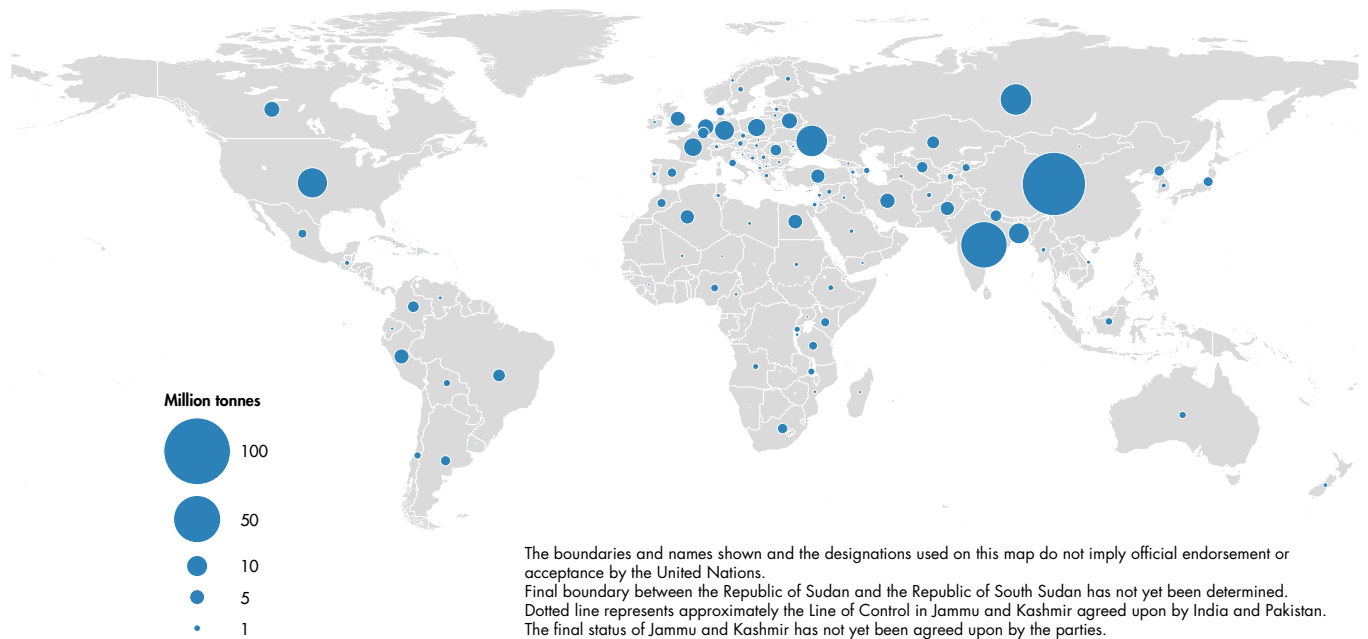 Million tonnes
100
50
10
5
1
The boundaries and names shown and the designations used on this map do not imply official endorsement or
acceptance by the United Nations.
Final boundary between the Republic of Sudan and the Republic of South Sudan has not yet been determined.
Dotted line represents approximately the Line of Control in Jammu and Kashmir agreed upon by India and Pakistan.
The final status of Jammu and Kashmir has not yet been agreed upon by the parties.